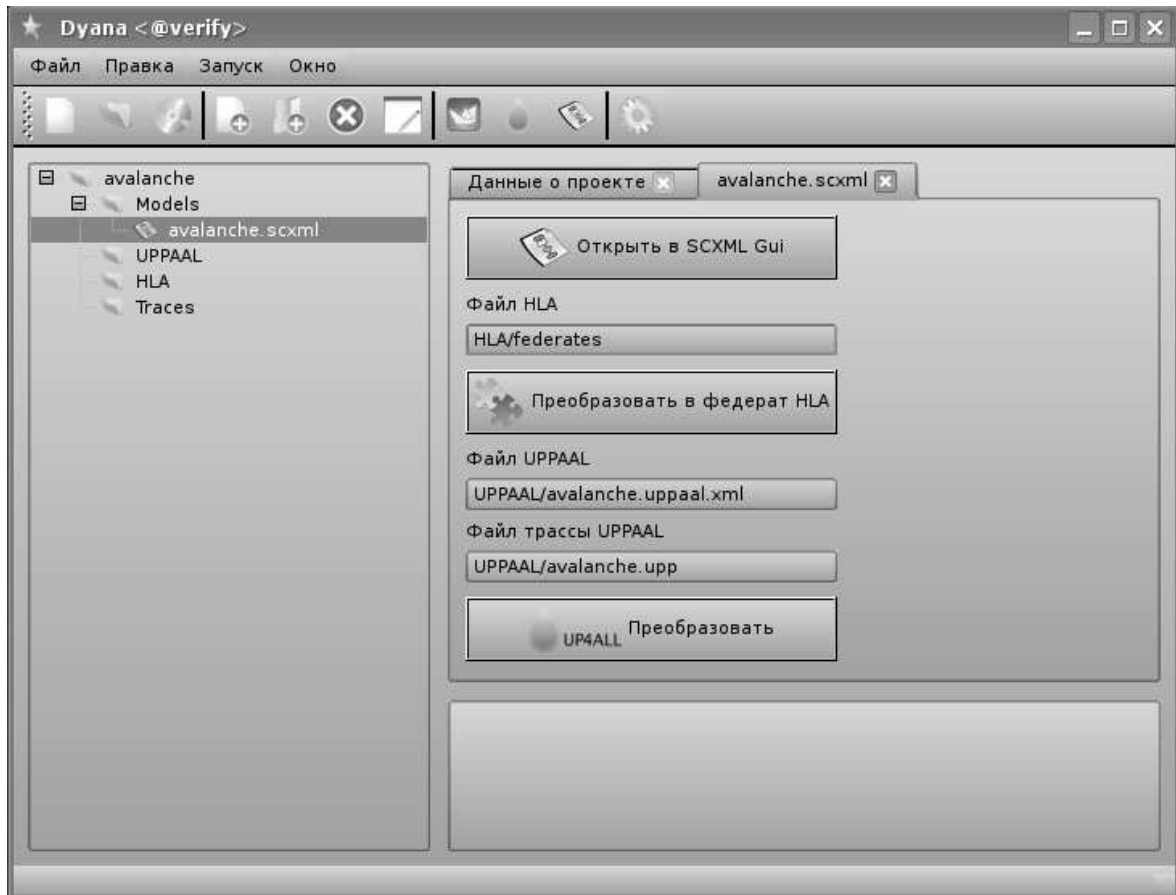 Dyana <@verify>
Файл Правка Запуск Окно
avalanche
Models
avalanche.scxml
UPPAAL
HLA
Traces
Данные о проекте
avalanche.scxml
Открыть в SCXML Gui
Файл HLA
HLA/federates
Преобразовать в федерат HLA
Файл UPPAAL
UPPAAL/avalanche.uppaal.xml
Файл трассы UPPAAL
UPPAAL/avalanche.upp
UP4ALL Преобразовать